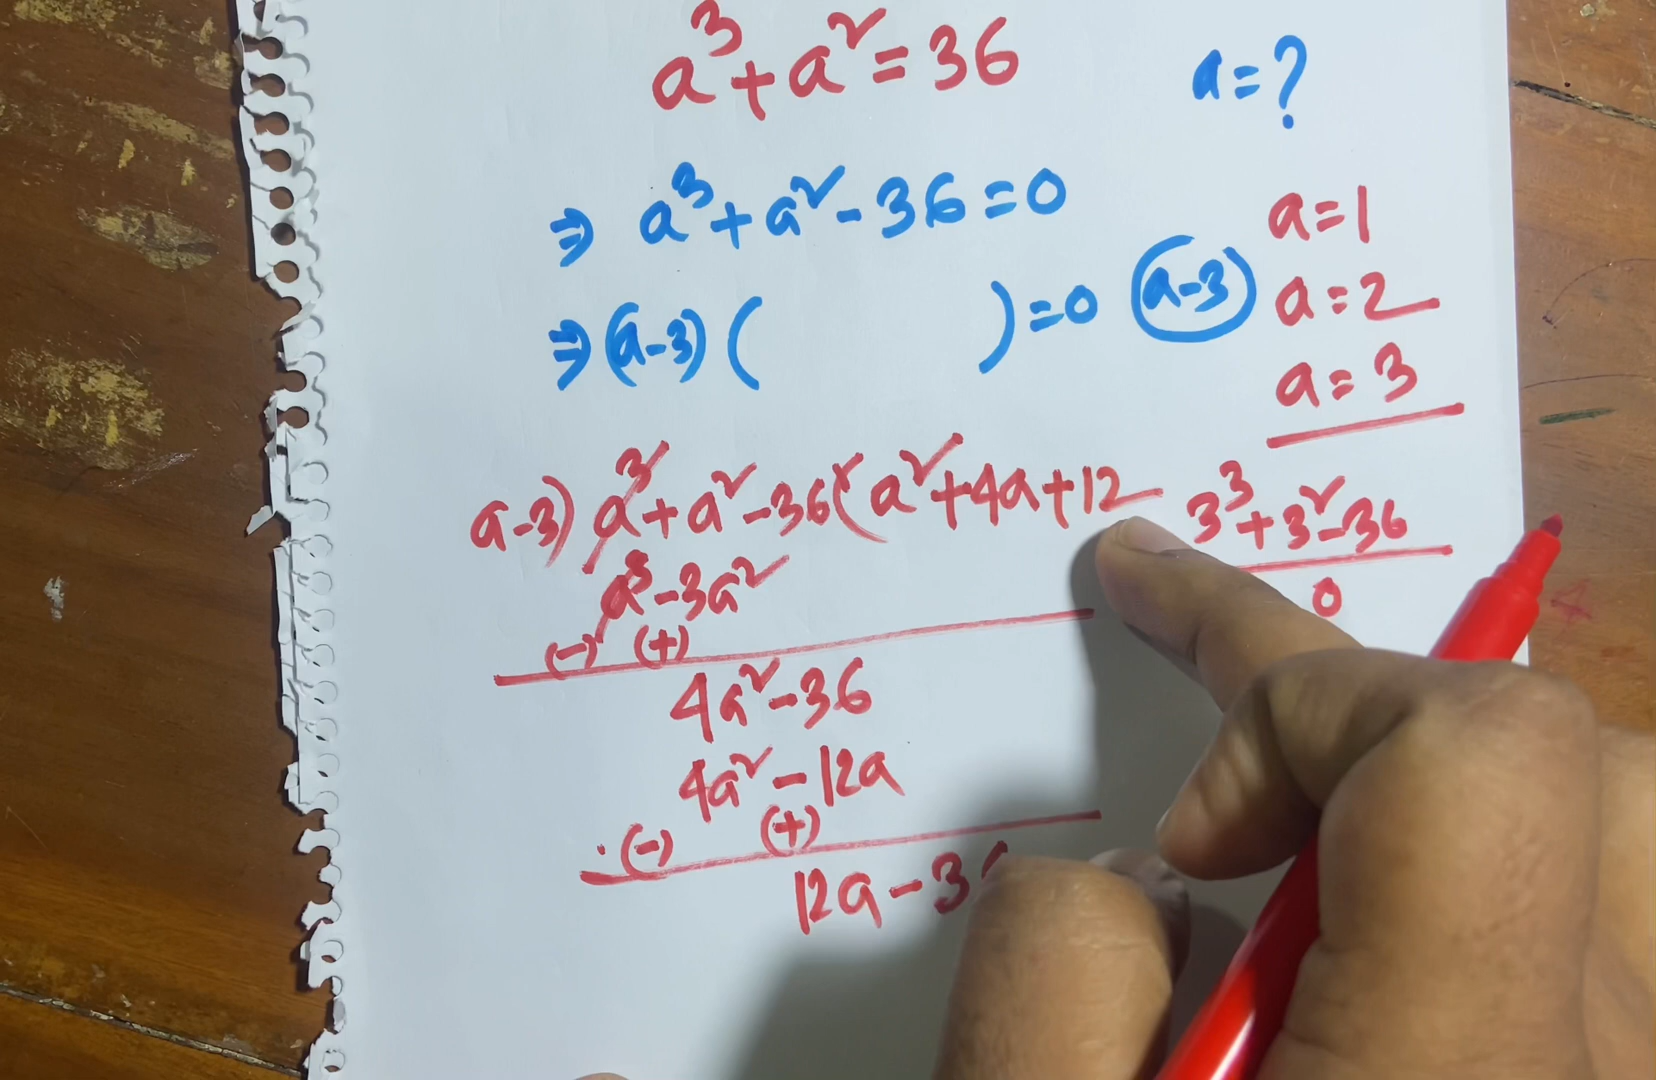 a³+a²=36
a=?
⇒ a³+a²-36=0
a=1
⇒ (a-3) ( ) =0
(a-3)
a=2
a=3
a-3) a³+a²-36 ( a²+4a+12
3³+3²-36
a³-3a²
0
(-) (+)
4a²-36
4a²-12a
(-) (+)
12a-3